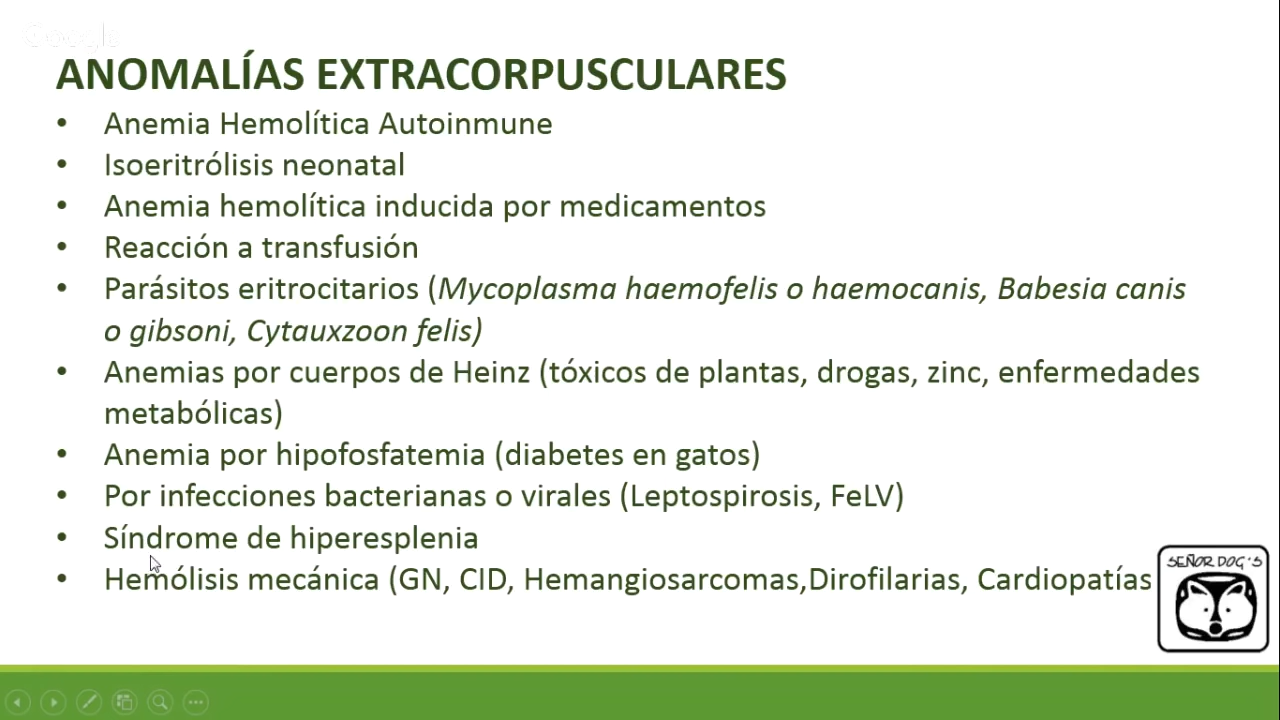 Googl
ANOMALÍAS EXTRACORPUSCULARES
• Anemia Hemolítica Autoinmune
• Isoeritrólisis neonatal
• Anemia hemolítica inducida por medicamentos
• Reacción a transfusión
• Parásitos eritrocitarios (Mycoplasma haemofelis o haemocanis, Babesia canis
o gibsoni, Cytauxzoon felis)
• Anemias por cuerpos de Heinz (tóxicos de plantas, drogas, zinc, enfermedades
metabólicas)
• Anemia por hipofosfatemia (diabetes en gatos)
• Por infecciones bacterianas o virales (Leptospirosis, FeLV)
• Síndrome de hiperesplenia
• Hemólisis mecánica (GN, CID, Hemangiosarcomas,Dirofilarias, Cardiopatías
SEÑOR DOG'S